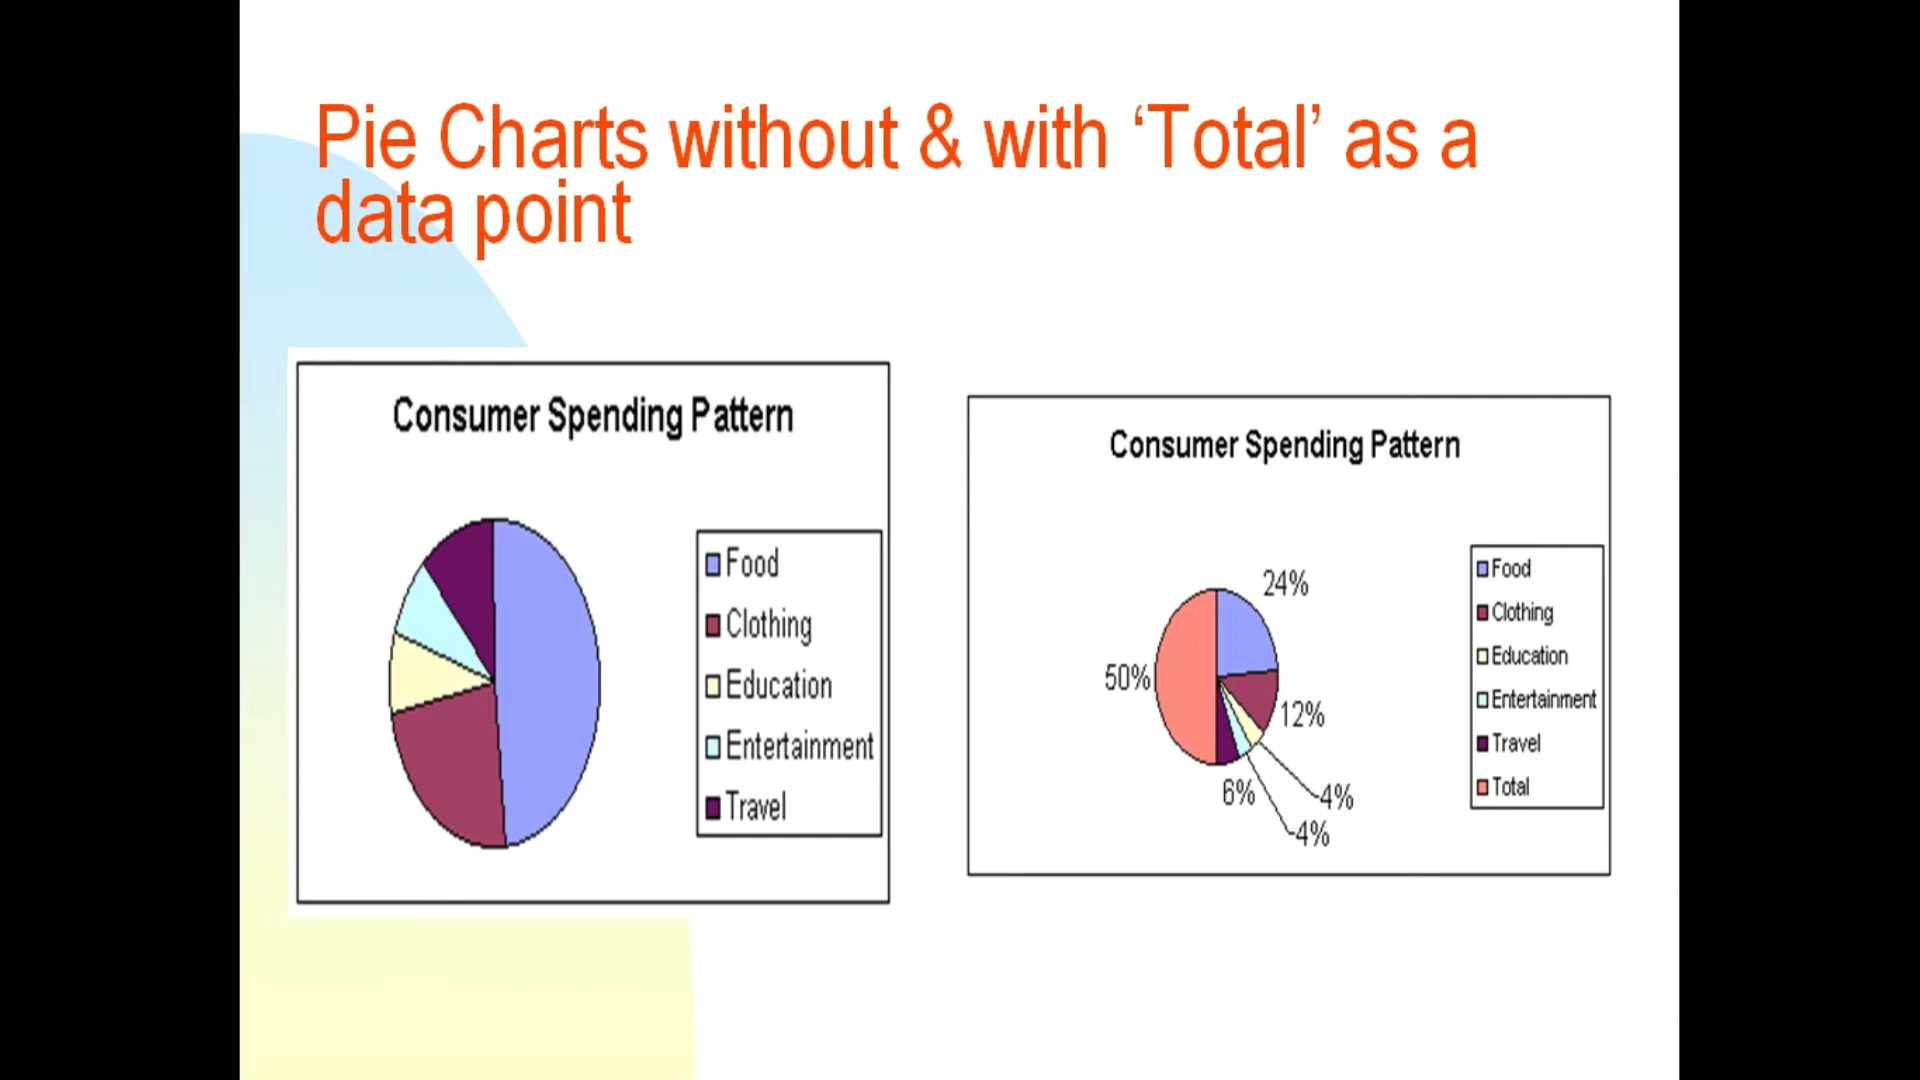 Pie Charts without & with ‘Total’ as a
data point
Consumer Spending Pattern
Food
Clothing
Education
Entertainment
Travel
Consumer Spending Pattern
24%
50%
12%
6%
4%
4%
Food
Clothing
Education
Entertainment
Travel
Total